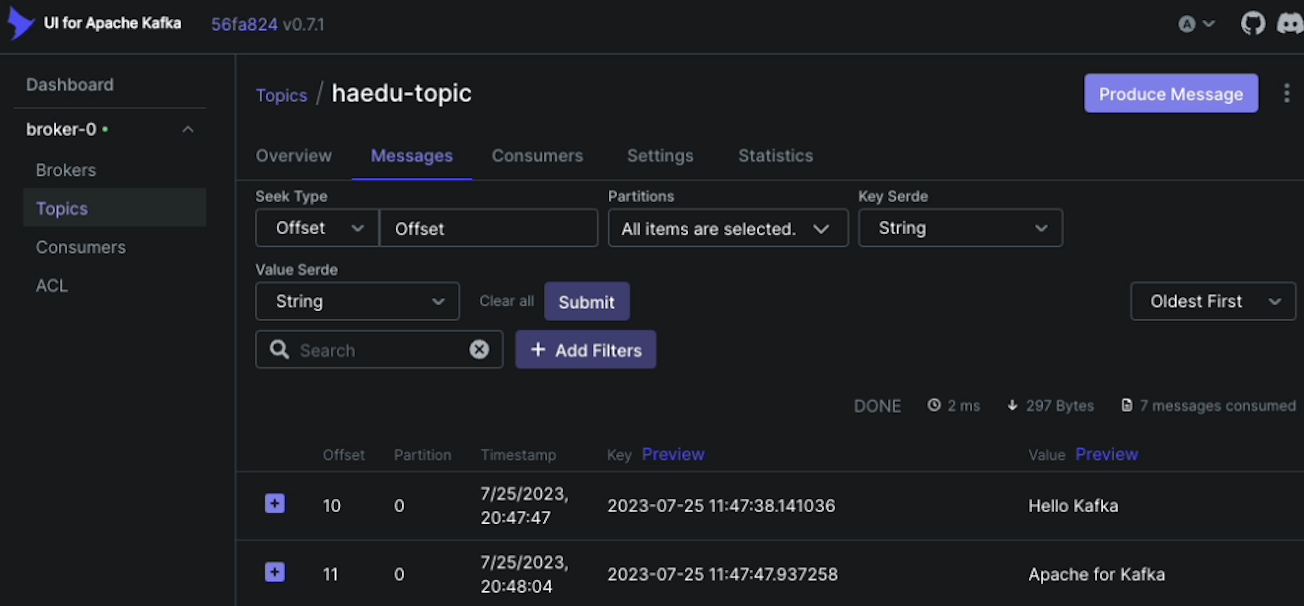 UI for Apache Kafka 56fa824 v0.7.1 A
Dashboard
broker-0
Brokers
Topics
Consumers
ACL
Topics / haedu-topic
Produce Message
Overview Messages Consumers Settings Statistics
Seek Type Partitions Key Serde
Offset Offset All items are selected. String
Value Serde
String Clear all Submit Oldest First
Search + Add Filters
DONE 2 ms 297 Bytes 7 messages consumed
Offset Partition Timestamp Key Preview Value Preview
10 0 7/25/2023, 2023-07-25 11:47:38.141036 Hello Kafka
20:47:47
11 0 7/25/2023, 2023-07-25 11:47:47.937258 Apache for Kafka
20:48:04